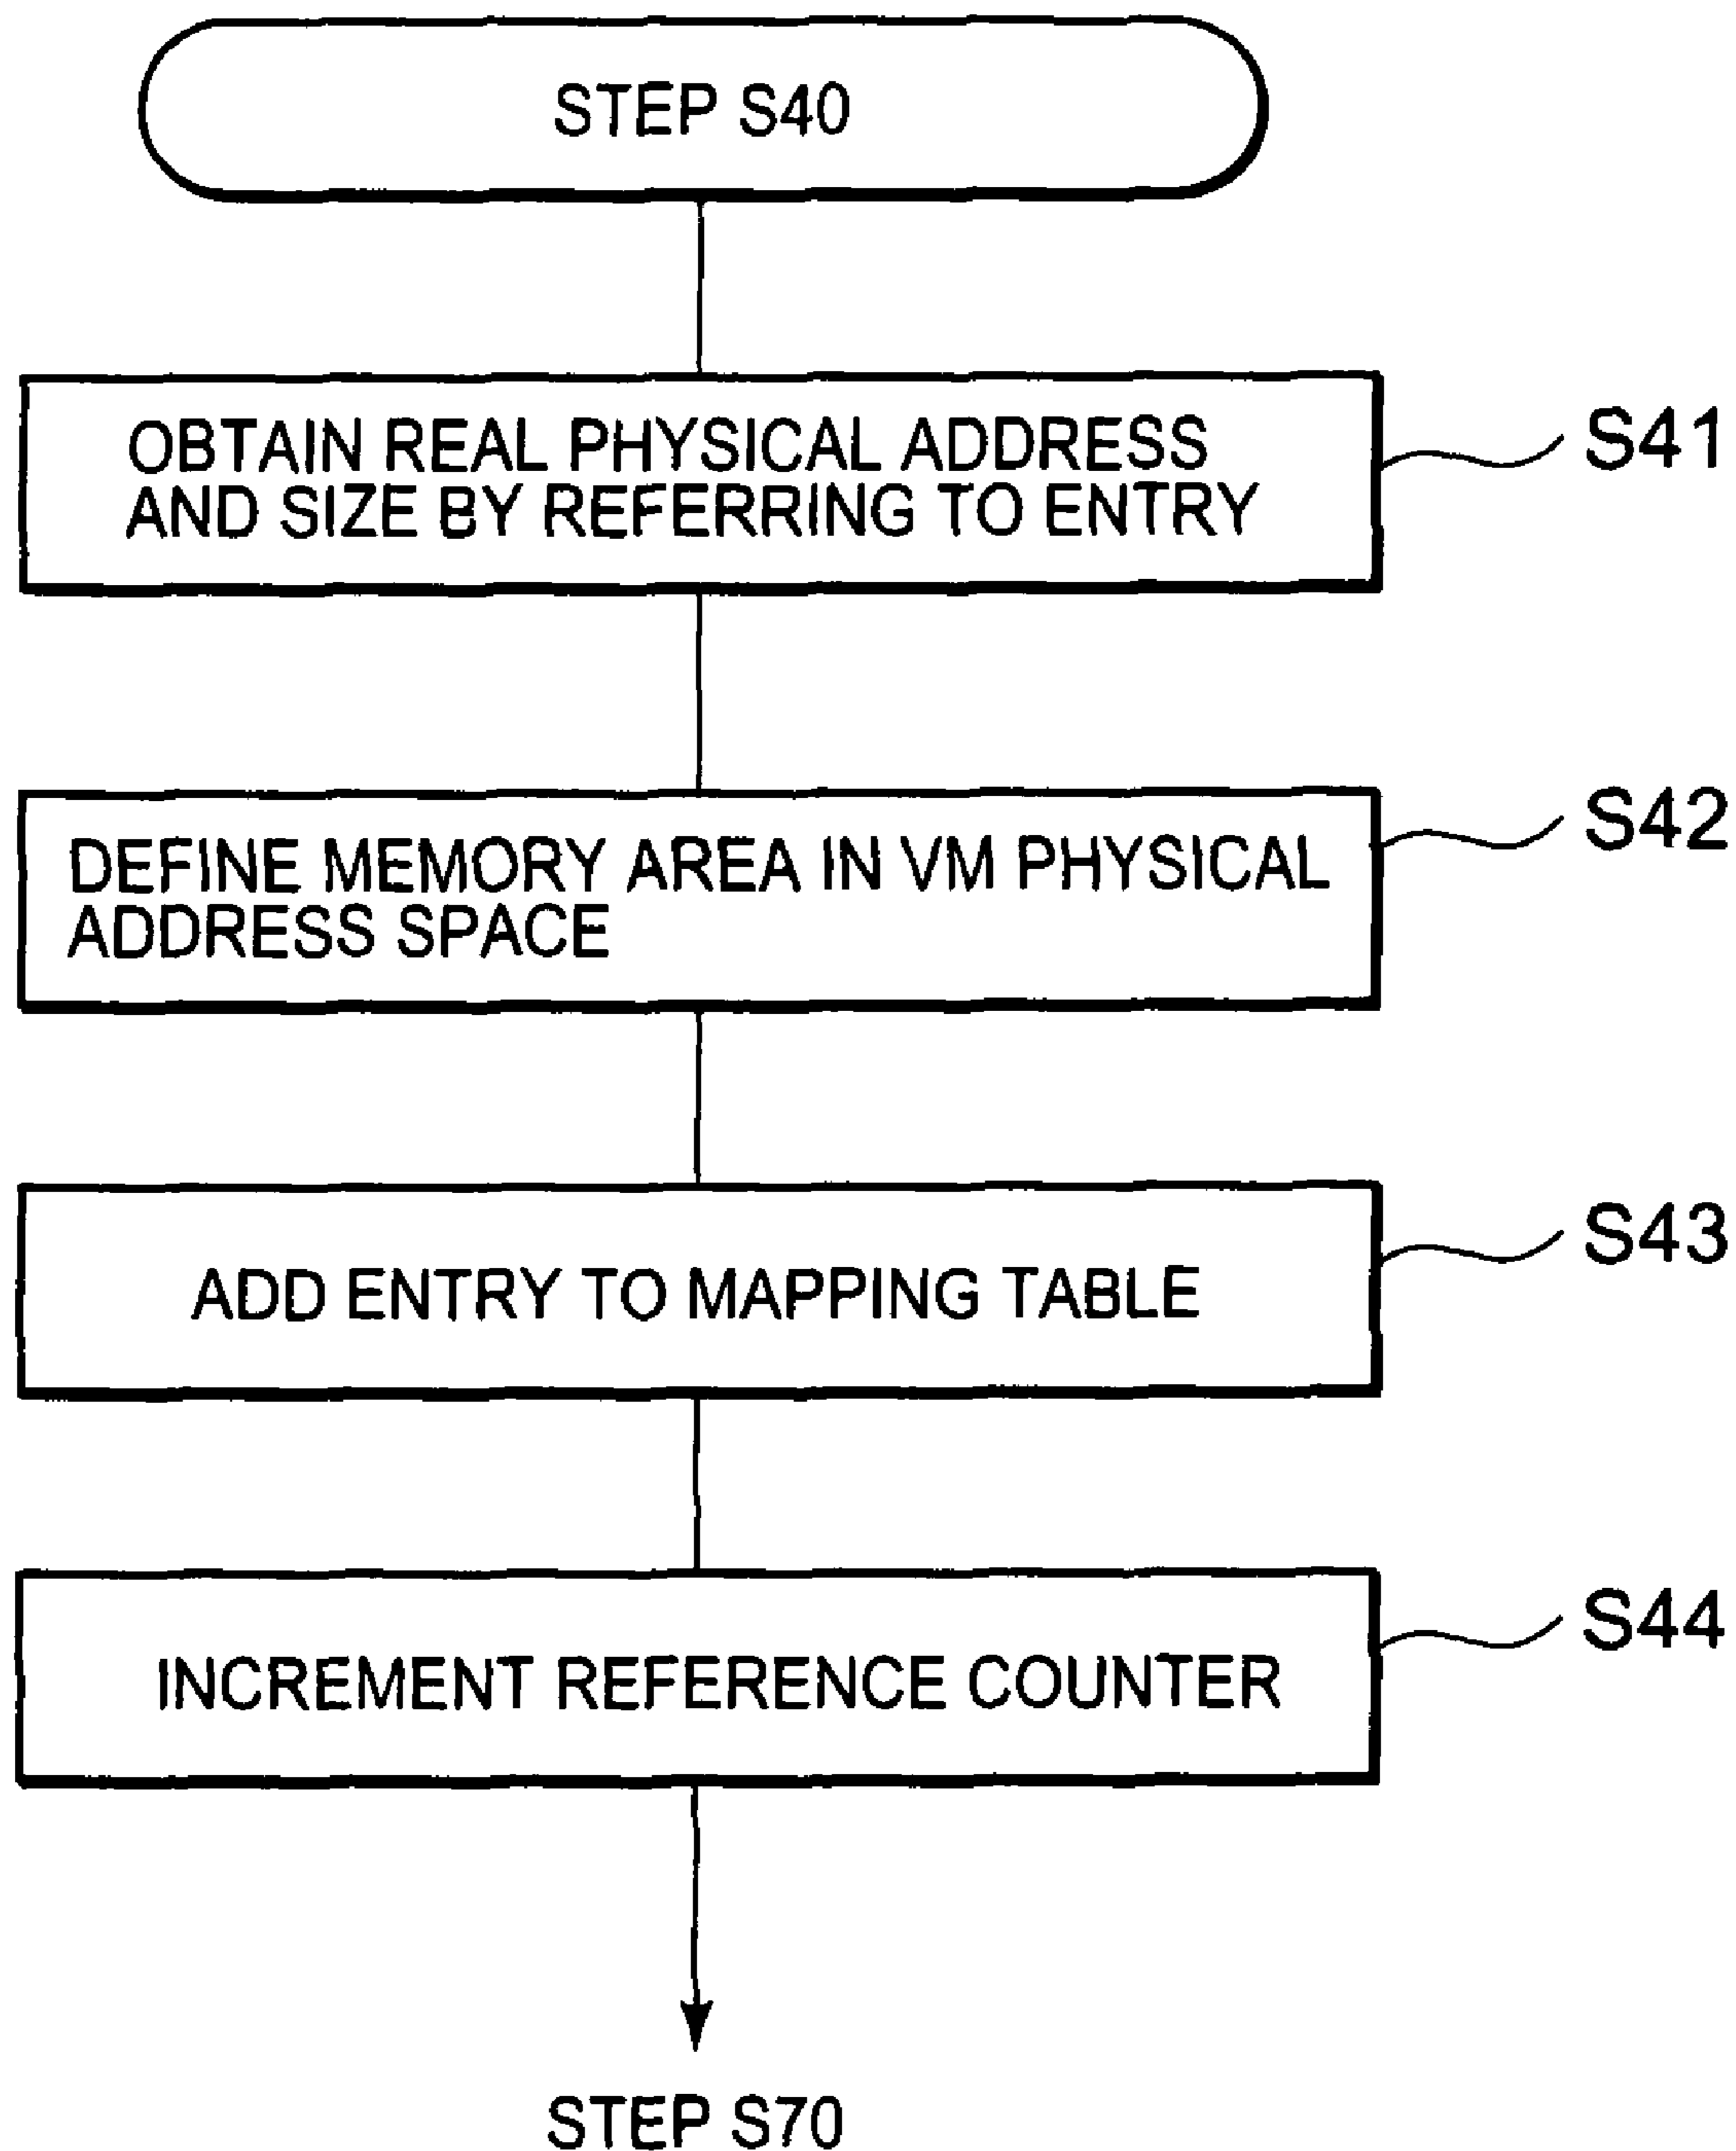 STEP S40
OBTAIN REAL PHYSICAL ADDRESS
AND SIZE BY REFERRING TO ENTRY
S41
DEFINE MEMORY AREA IN VM PHYSICAL
ADDRESS SPACE
S42
ADD ENTRY TO MAPPING TABLE
S43
INCREMENT REFERENCE COUNTER
S44
STEP S70